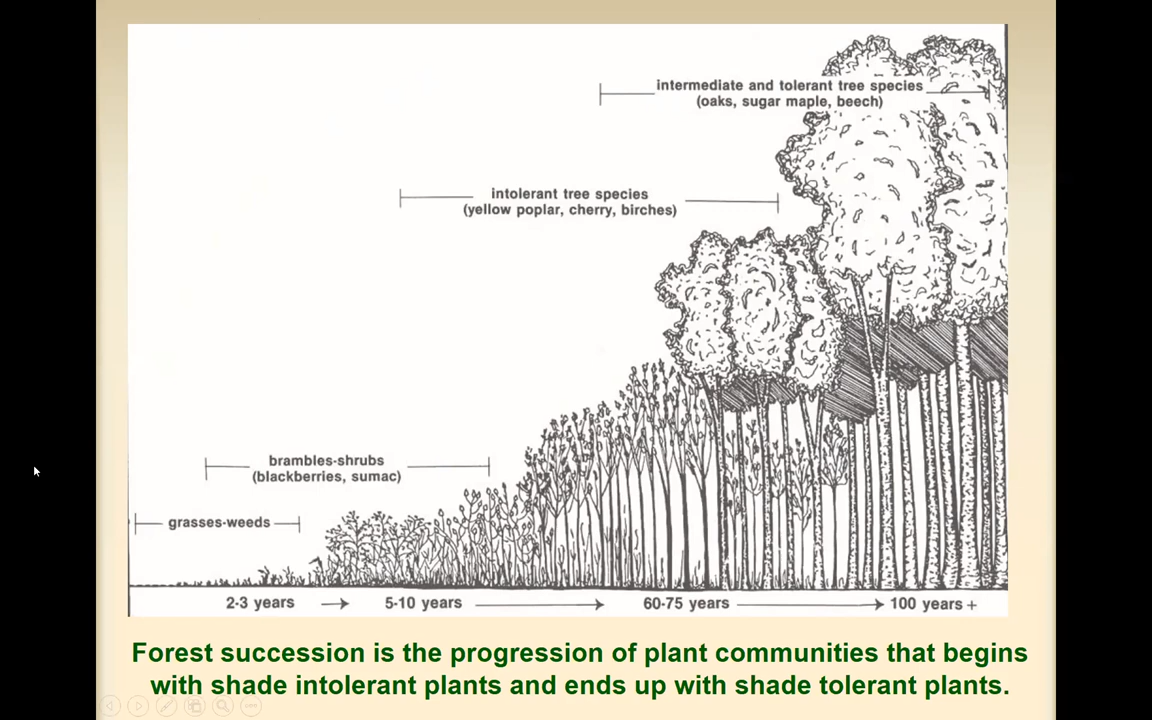 intermediate and tolerant tree species
(oaks, sugar maple, beech)
intolerant tree species
(yellow poplar, cherry, birches)
brambles-shrubs
(blackberries, sumac)
grasses-weeds
2-3 years 5-10 years 60-75 years 100 years +
Forest succession is the progression of plant communities that begins
with shade intolerant plants and ends up with shade tolerant plants.